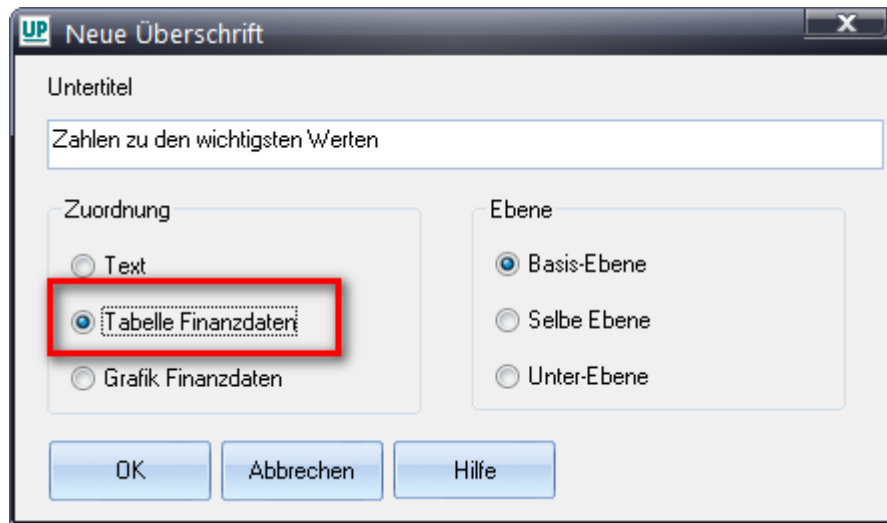 UP Neue Überschrift X
Untertitel
Zahlen zu den wichtigsten Werten
Zuordnung
Text
Tabelle Finanzdaten
Grafik Finanzdaten
Ebene
Basis-Ebene
Selbe Ebene
Unter-Ebene
OK Abbrechen Hilfe